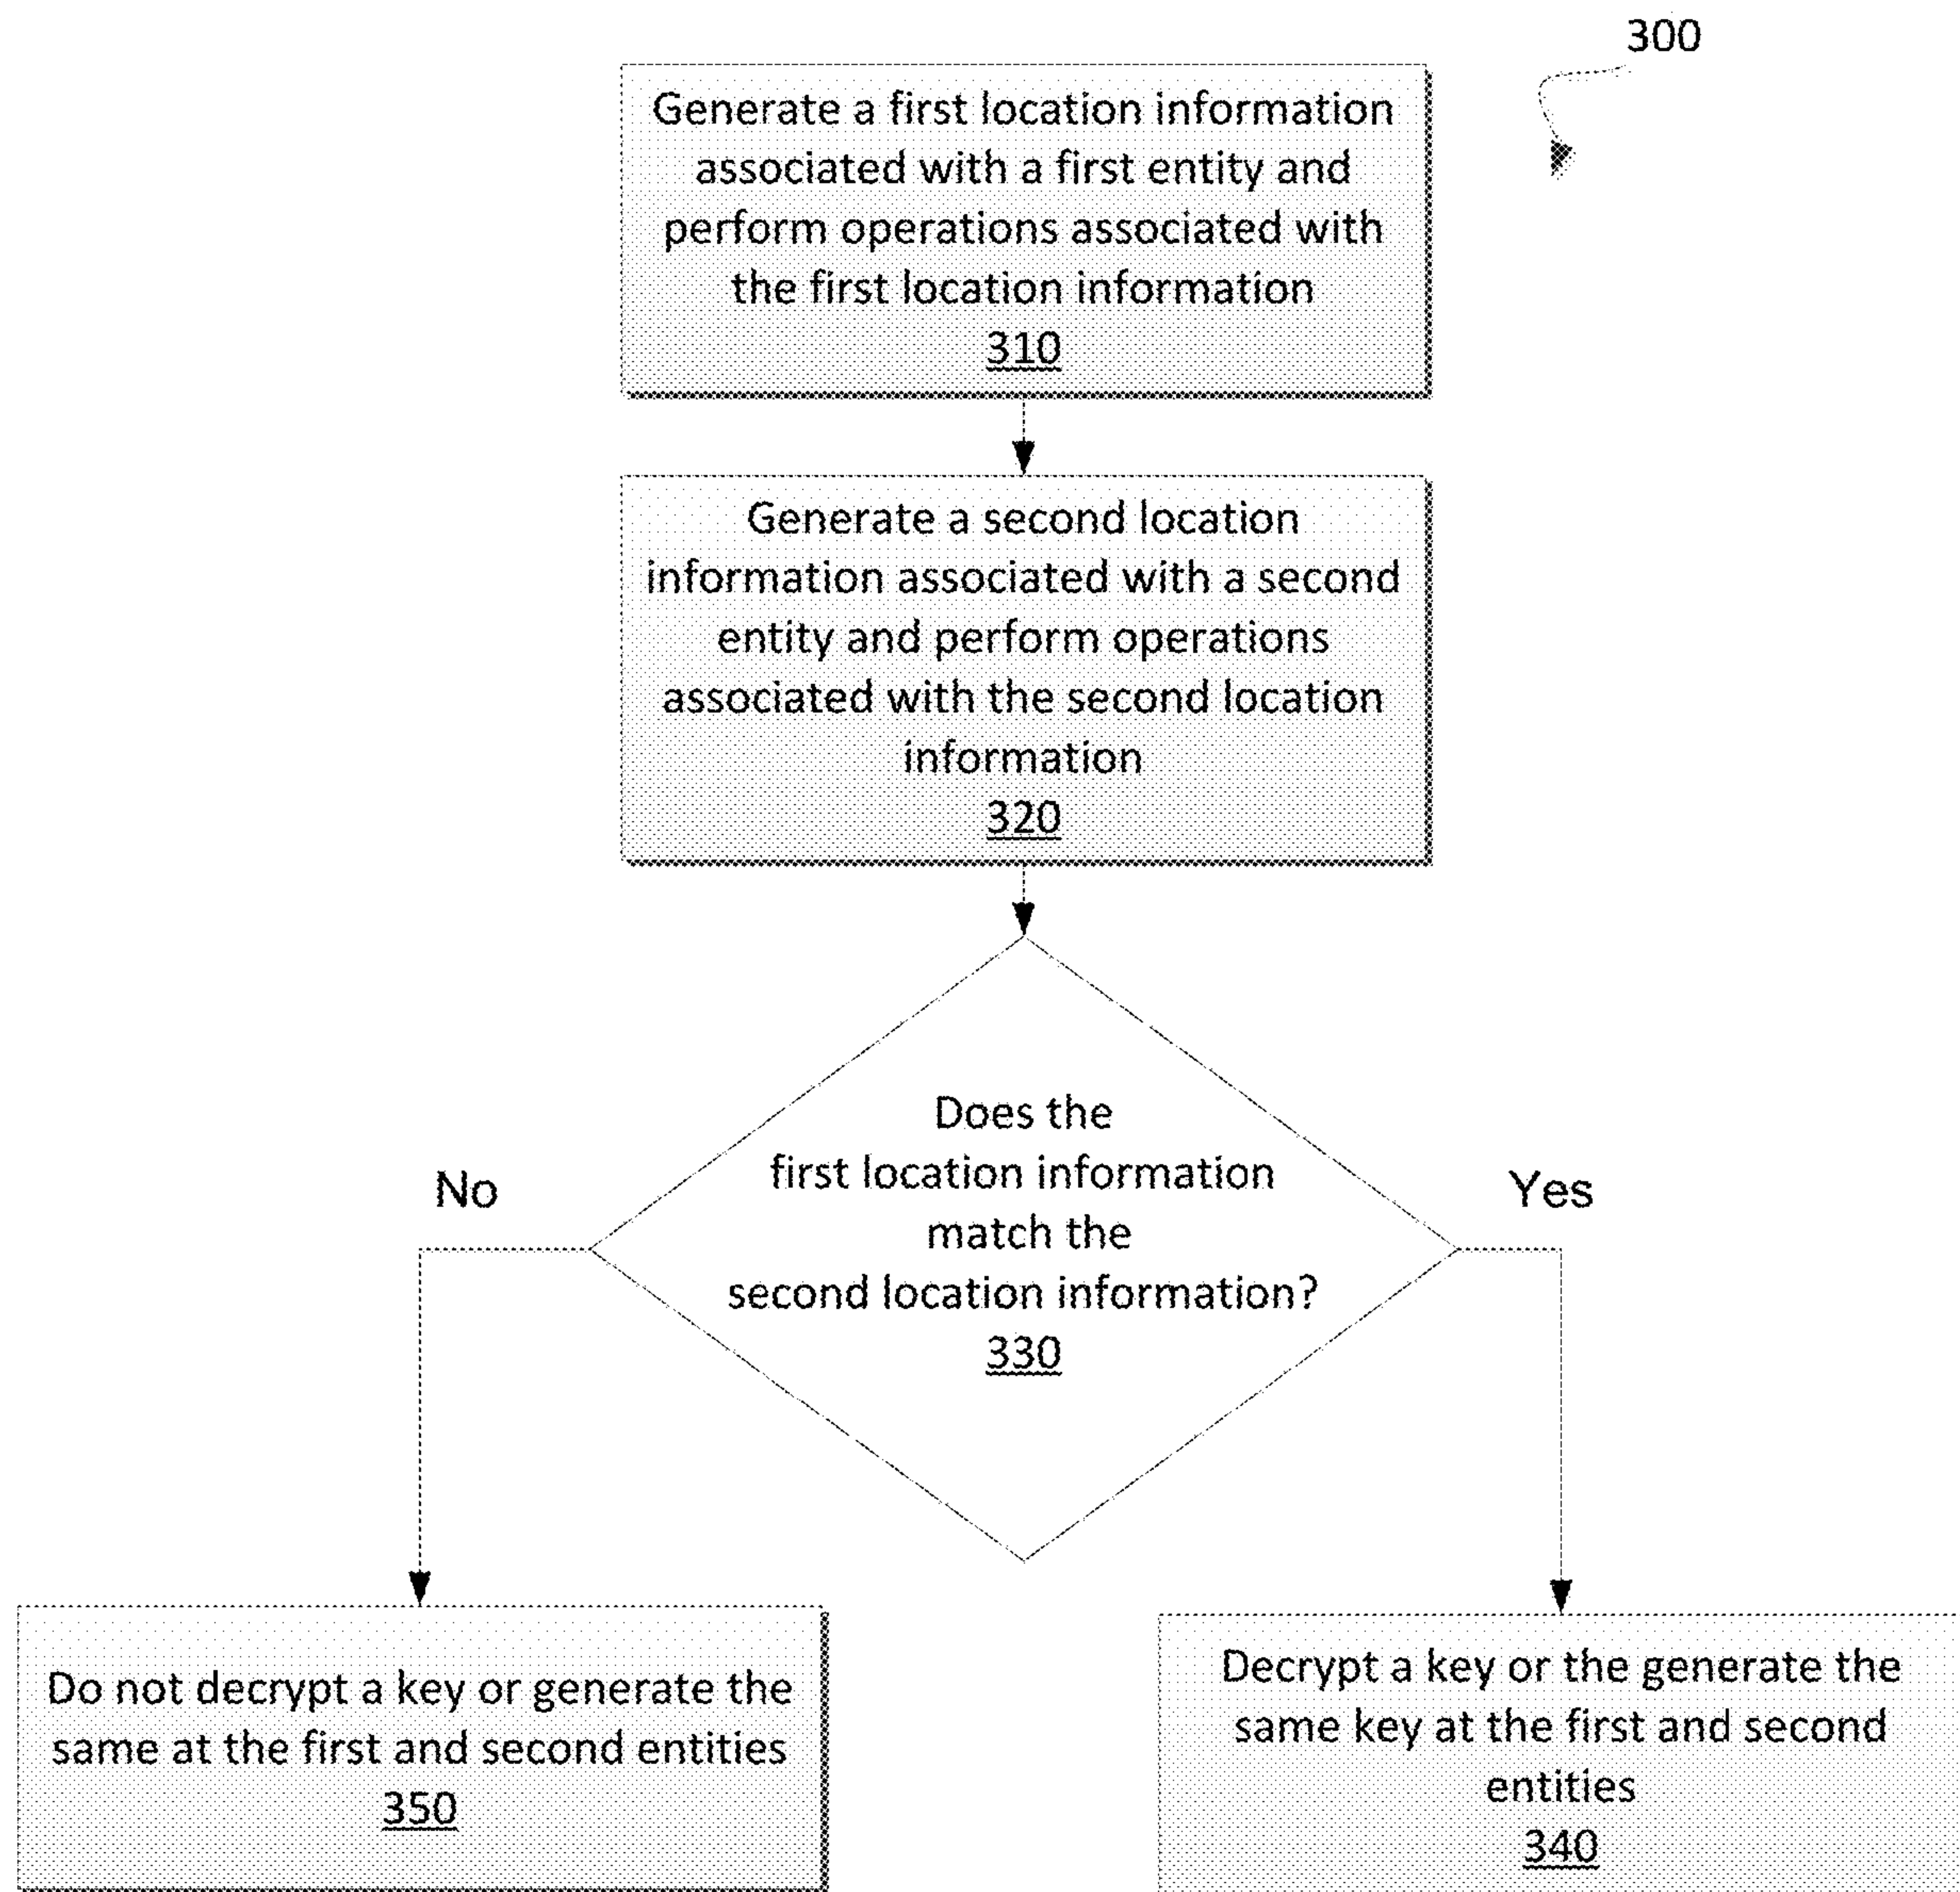 300
Generate a first location information
associated with a first entity and
perform operations associated with
the first location information
310
Generate a second location
information associated with a second
entity and perform operations
associated with the second location
information
320
Does the
first location information
match the
second location information?
330
No
Yes
Do not decrypt a key or generate the
same at the first and second entities
350
Decrypt a key or the generate the
same key at the first and second
entities
340